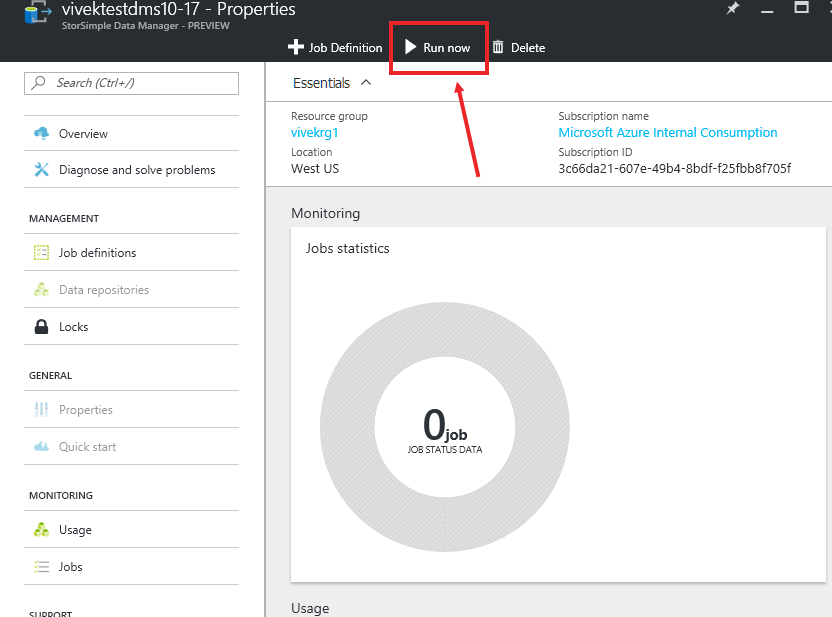 vivektestdms10-17 - Properties
StorSimple Data Manager - PREVIEW
Job Definition
Run now
Delete
Search (Ctrl+/)
Overview
Diagnose and solve problems
MANAGEMENT
Job definitions
Data repositories
Locks
GENERAL
Properties
Quick start
MONITORING
Usage
Jobs
SUPPORT
Essentials
Resource group
vivekrg1
Location
West US
Subscription name
Microsoft Azure Internal Consumption
Subscription ID
3c66da21-607e-49b4-8bdf-f25fbb8f705f
Monitoring
Jobs statistics
0 job
JOB STATUS DATA
Usage